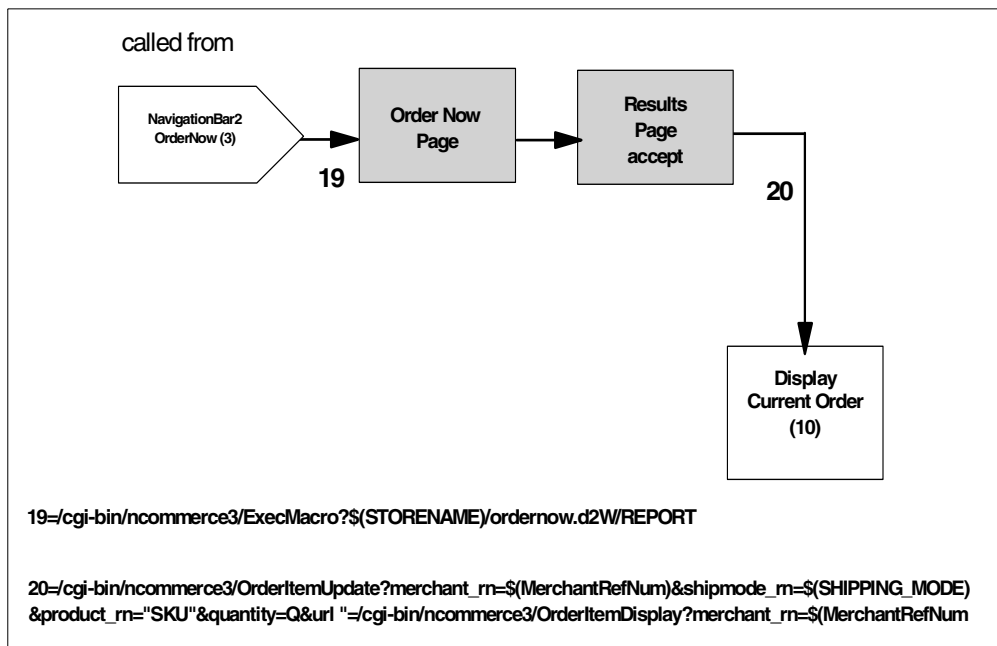 called from
NavigationBar2
OrderNow (3)
Order Now
Page
Results
Page
accept
19
20
Display
Current Order
(10)
19=/cgi-bin/ncommerce3/ExecMacro?$(STORENAME)/ordernow.d2W/REPORT
20=/cgi-bin/ncommerce3/OrderItemUpdate?merchant_rn=$(MerchantRefNum)&shipmode_rn=$(SHIPPING_MODE)
&product_rn="SKU"&quantity=Q&url "=/cgi-bin/ncommerce3/OrderItemDisplay?merchant_rn=$(MerchantRefNum